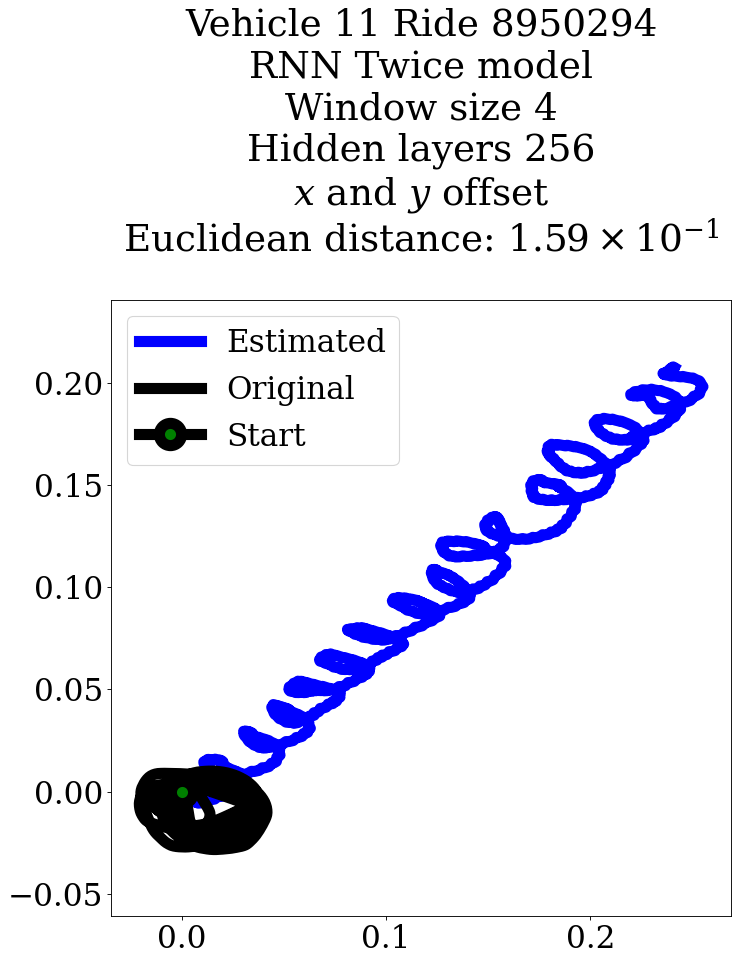 Vehicle 11 Ride 8950294
RNN Twice model
Window size 4
Hidden layers 256
x and y offset
Euclidean distance: 1.59 × 10⁻¹
Estimated
Original
Start
0.20
0.15
0.10
0.05
0.00
−0.05
0.0 0.1 0.2